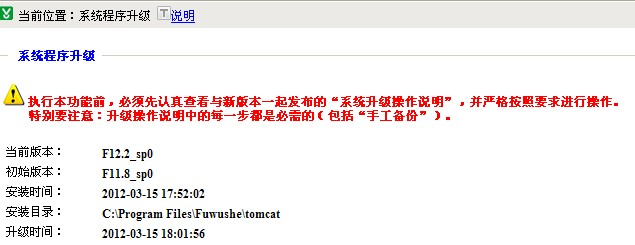 当前位置：系统程序升级 T说明
系统程序升级
执行本功能前，必须先认真查看与新版本一起发布的“系统升级操作说明”，并严格按照要求进行操作。
特别要注意：升级操作说明中的每一步都是必需的（包括“手工备份”）。
当前版本： F12.2_sp0
初始版本： F11.8_sp0
安装时间： 2012-03-15 17:52:02
安装目录： C:\Program Files\Fuwushe\tomcat
升级时间： 2012-03-15 18:01:56